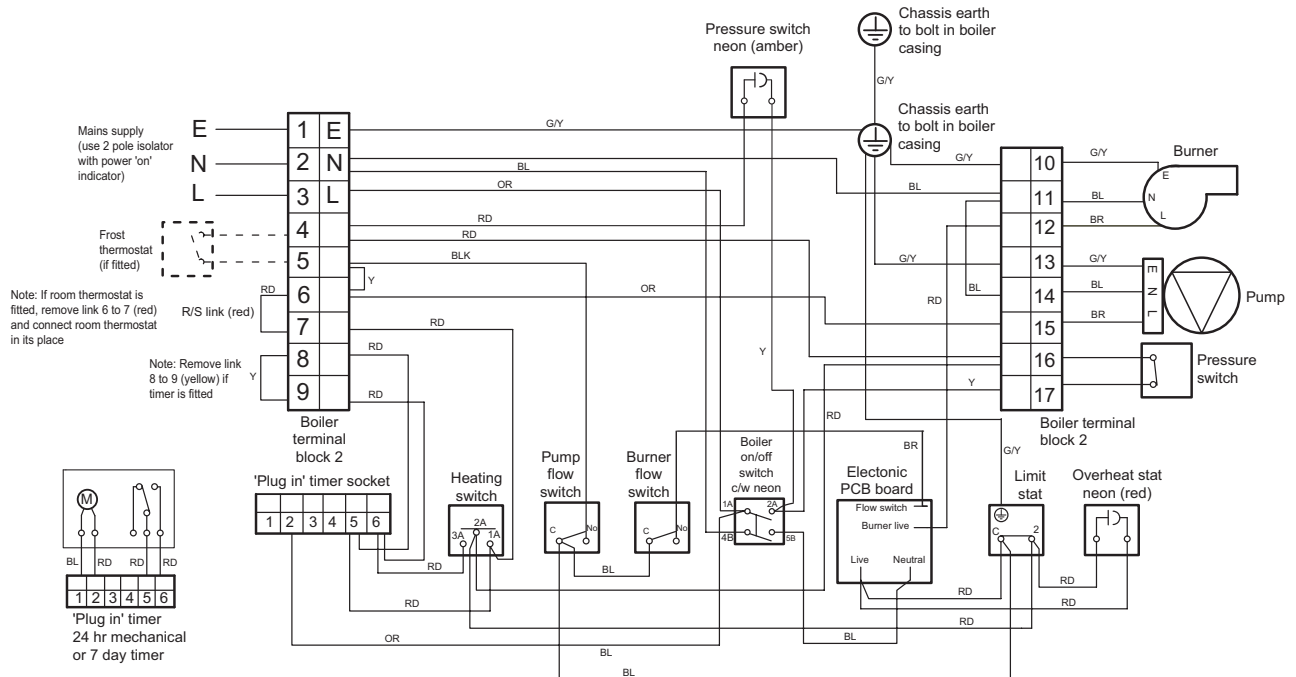 Chassis earth
to bolt in boiler
casing
Pressure switch
neon (amber)
G/Y
Chassis earth
to bolt in boiler
casing
Mains supply
(use 2 pole isolator
with power 'on'
indicator)
E
N
L
1 E
2 N
3 L
4
5
6
7
8
9
G/Y
BL
OR
RD
RD
BLK
Y
OR
RD
RD
RD
Frost
thermostat
(if fitted)
Note: If room thermostat is
fitted, remove link 6 to 7 (red)
and connect room thermostat
in its place
RD
R/S link (red)
Note: Remove link
8 to 9 (yellow) if
timer is fitted
Y
Boiler
terminal
block 2
G/Y
BL
G/Y
RD
BL
Y
Y
RD
10
11
12
13
14
15
16
17
G/Y
BL
BR
G/Y
BL
BR
Burner
E
N
L
E N L
Pump
Pressure
switch
Boiler terminal
block 2
G/Y
M
BL RD RD RD
1 2 3 4 5 6
'Plug in' timer
24 hr mechanical
or 7 day timer
'Plug in' timer socket
1 2 3 4 5 6
Heating
switch
2A
3A 1A
Pump
flow
switch
C No
Burner
flow
switch
C No
Boiler
on/off
switch
c/w neon
1A 2A
4B 5B
BR
Electonic
PCB board
Flow switch
Burner live
Live Neutral
Limit
stat
C 2
Overheat stat
neon (red)
RD
BL
RD
RD
RD
RD
RD
OR
BL
BL
BL